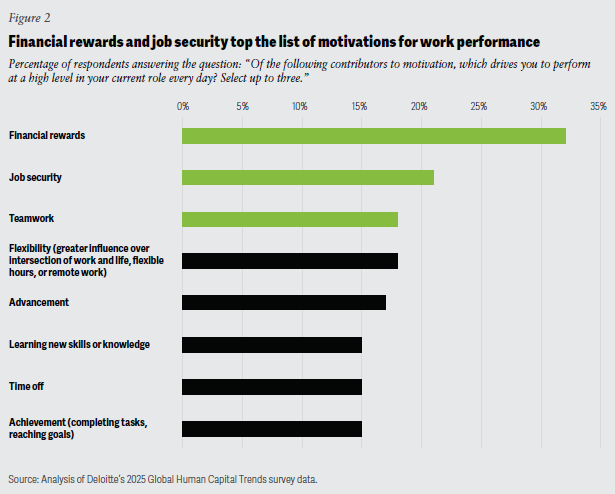 Figure 2
Financial rewards and job security top the list of motivations for work performance
Percentage of respondents answering the question: “Of the following contributors to motivation, which drives you to perform
at a high level in your current role every day? Select up to three.”
0% 5% 10% 15% 20% 25% 30% 35%
Financial rewards
Job security
Teamwork
Flexibility (greater influence over
intersection of work and life, flexible
hours, or remote work)
Advancement
Learning new skills or knowledge
Time off
Achievement (completing tasks,
reaching goals)
Source: Analysis of Deloitte’s 2025 Global Human Capital Trends survey data.